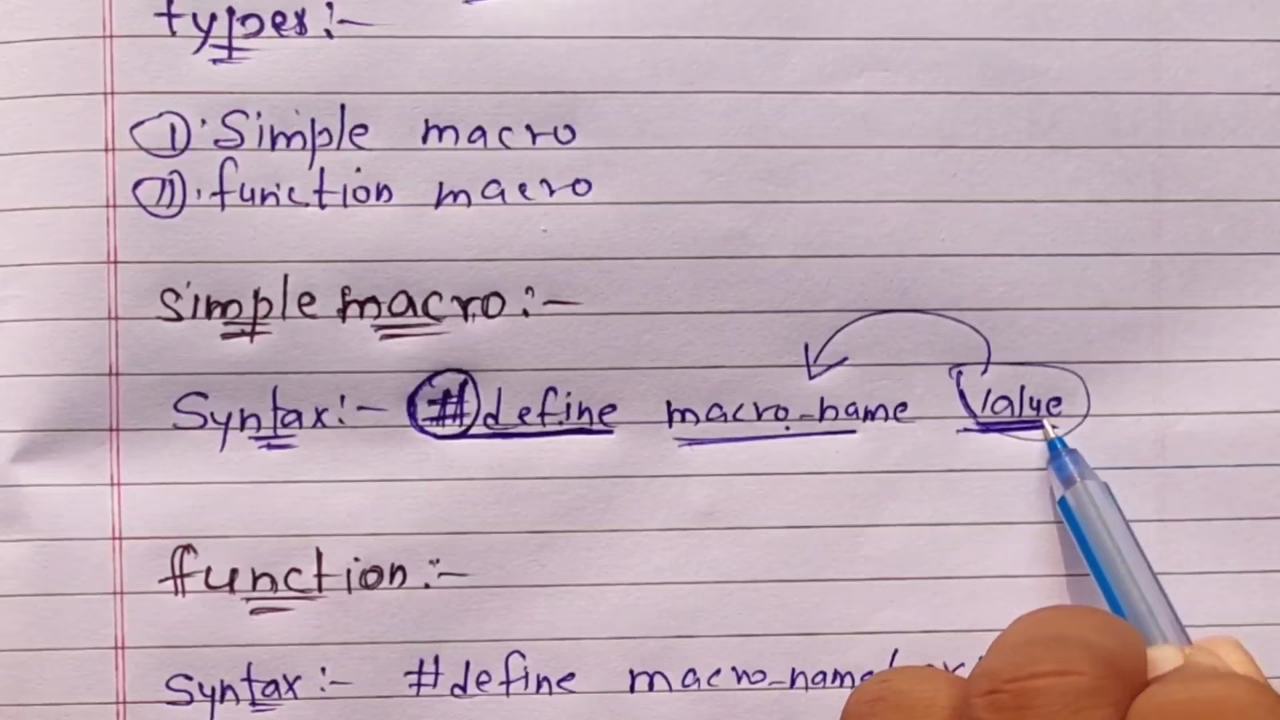 types:-
I). Simple macro
II). function macro
simple macro:-
Syntax:- #define macro-name value
function:-
syntax:- #define macro-name